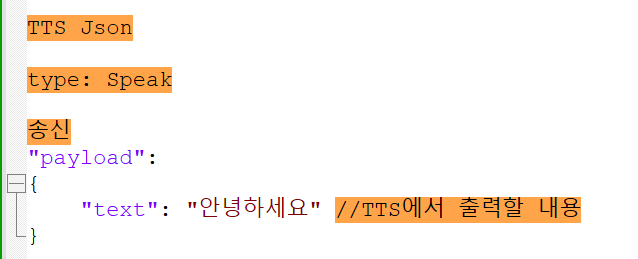 TTS Json
type: Speak
송신
"payload":
{
"text": "안녕하세요" //TTS에서 출력할 내용
}